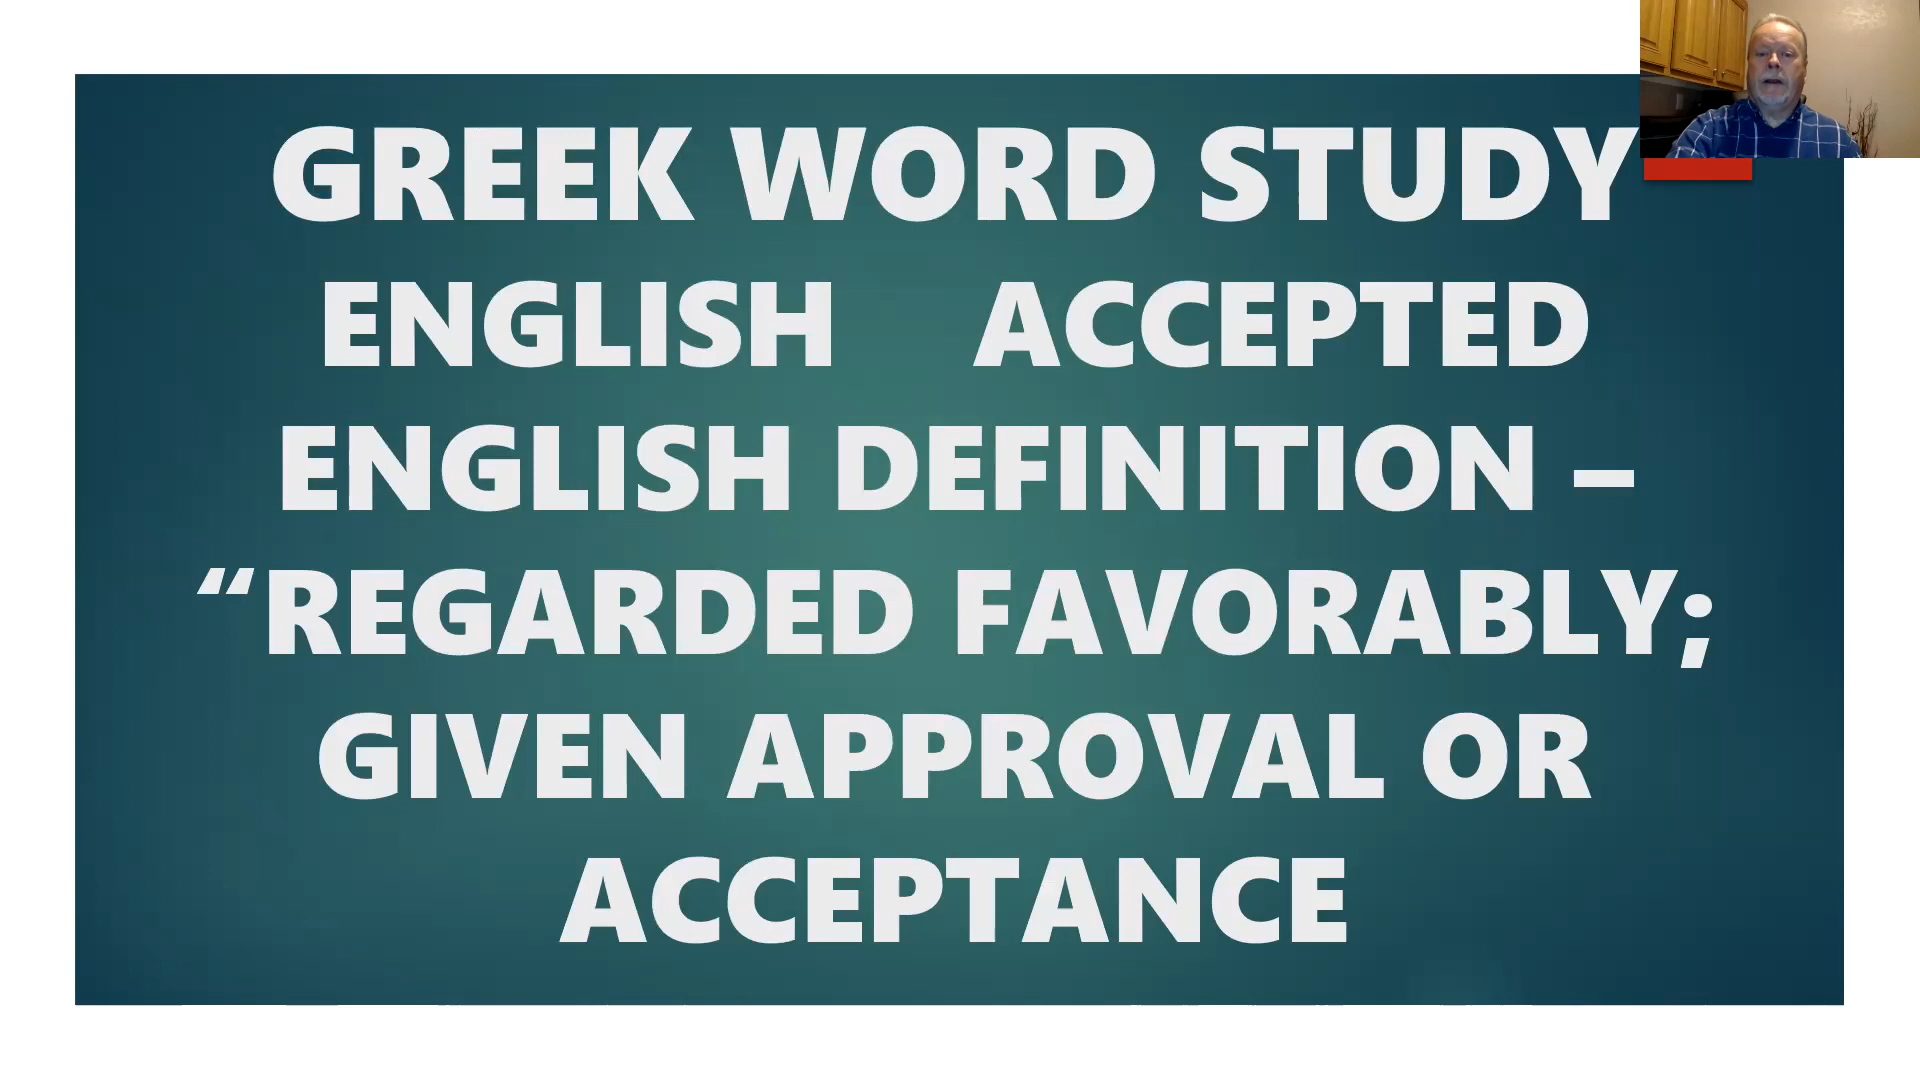 GREEK WORD STUDY
ENGLISH ACCEPTED
ENGLISH DEFINITION –
“REGARDED FAVORABLY;
GIVEN APPROVAL OR
ACCEPTANCE